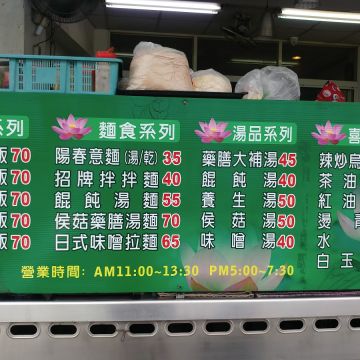 系列
飯70
飯70
飯70
飯70
飯70
麵食系列
陽春意麵(湯/乾)35
招牌拌拌麵40
餛飩湯麵55
侯菇藥膳湯麵70
日式味噌拉麵65
湯品系列
藥膳大補湯45
餛飩湯40
養生湯50
侯菇湯50
味噌湯40
辣炒烏
茶油
紅油
燙青
水
白玉
營業時間: AM11:00~13:30 PM5:00~7:30